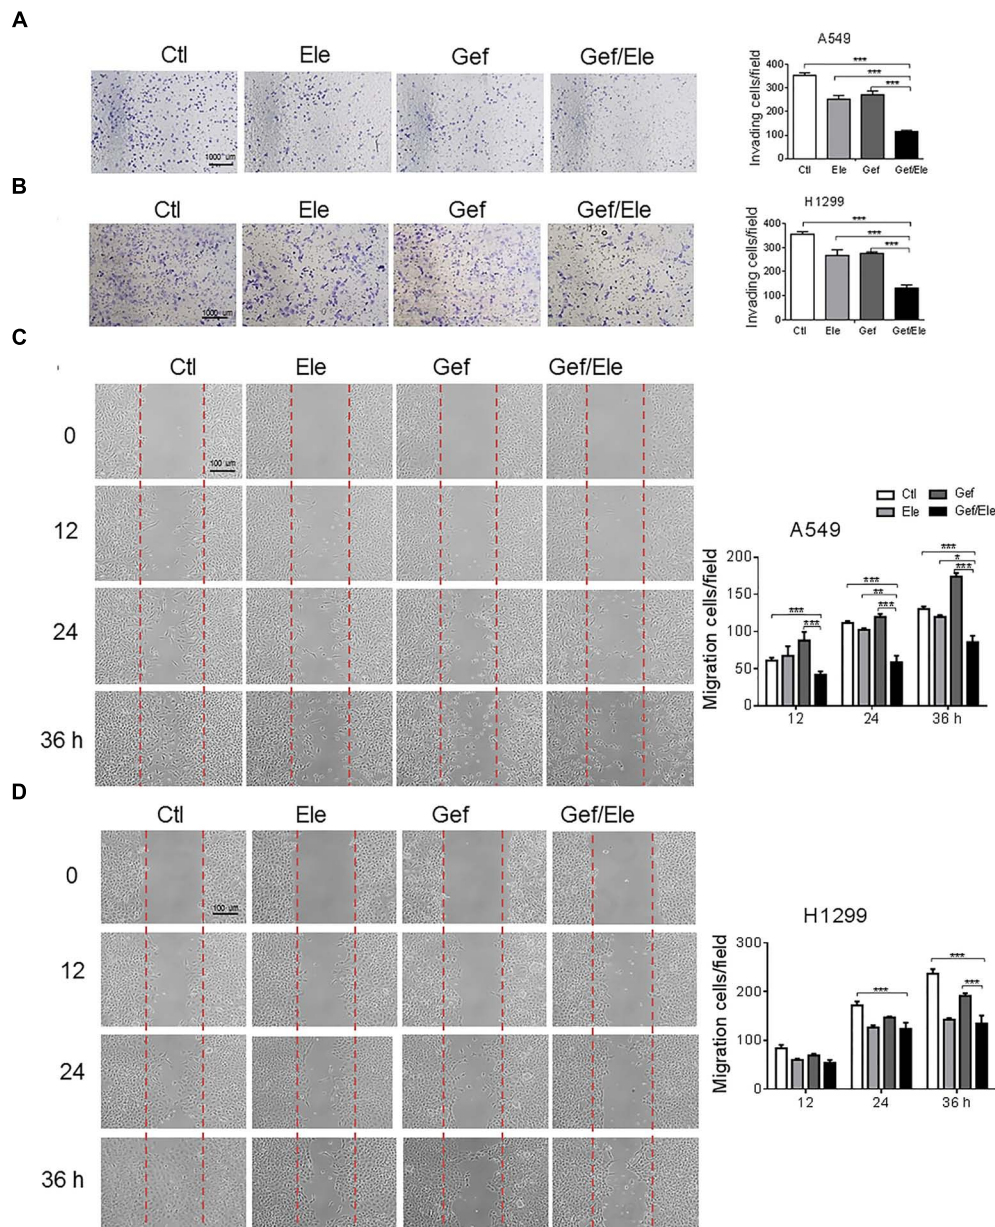 A
Ctl Ele Gef Gef/Ele
1000 um
A549
Invading cells/field
400
300
200
100
0
***
***
***
Ctl Ele Gef Gef/Ele
B
Ctl Ele Gef Gef/Ele
1000 um
H1299
Invading cells/field
400
300
200
100
0
***
***
***
Ctl Ele Gef Gef/Ele
C
Ctl Ele Gef Gef/Ele
0
100 um
12
24
36 h
Ctl Gef
Ele Gef/Ele
A549
Migration cells/field
200
150
100
50
0
*** ***
*** ** ***
*** * ***
12 24 36 h
D
Ctl Ele Gef Gef/Ele
0
100 um
12
24
36 h
H1299
Migration cells/field
300
200
100
0
***
***
***
12 24 36 h